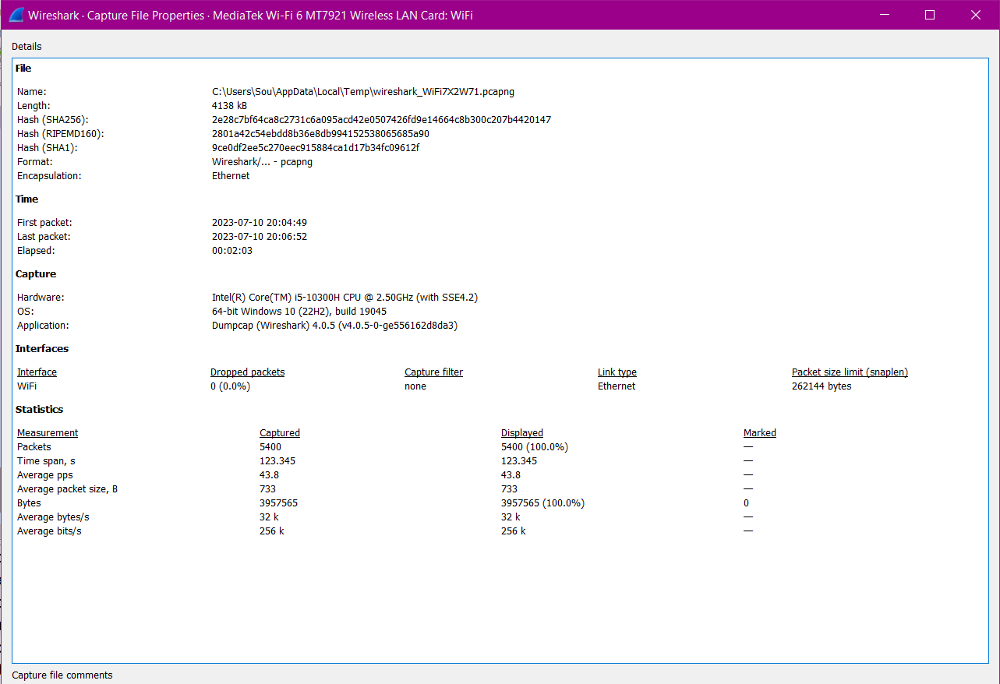 Wireshark · Capture File Properties · MediaTek Wi-Fi 6 MT7921 Wireless LAN Card: WiFi
Details
File
Name: C:\Users\Sou\AppData\Local\Temp\wireshark_WiFi7X2W71.pcapng
Length: 4138 kB
Hash (SHA256): 2e28c7bf64ca8c2731c6a095acd42e0507426fd9e14664c8b300c207b4420147
Hash (RIPEMD160): 2801a42c54ebdd8b36e8db994152538065685a90
Hash (SHA1): 9ce0df2ee5c270eec915884ca1d17b34fc09612f
Format: Wireshark/... - pcapng
Encapsulation: Ethernet
Time
First packet: 2023-07-10 20:04:49
Last packet: 2023-07-10 20:06:52
Elapsed: 00:02:03
Capture
Hardware: Intel(R) Core(TM) i5-10300H CPU @ 2.50GHz (with SSE4.2)
OS: 64-bit Windows 10 (22H2), build 19045
Application: Dumpcap (Wireshark) 4.0.5 (v4.0.5-0-ge556162d8da3)
Interfaces
Interface Dropped packets Capture filter Link type Packet size limit (snaplen)
WiFi 0 (0.0%) none Ethernet 262144 bytes
Statistics
Measurement Captured Displayed Marked
Packets 5400 5400 (100.0%) —
Time span, s 123.345 123.345 —
Average pps 43.8 43.8 —
Average packet size, B 733 733 —
Bytes 3957565 3957565 (100.0%) 0
Average bytes/s 32 k 32 k —
Average bits/s 256 k 256 k —
Capture file comments